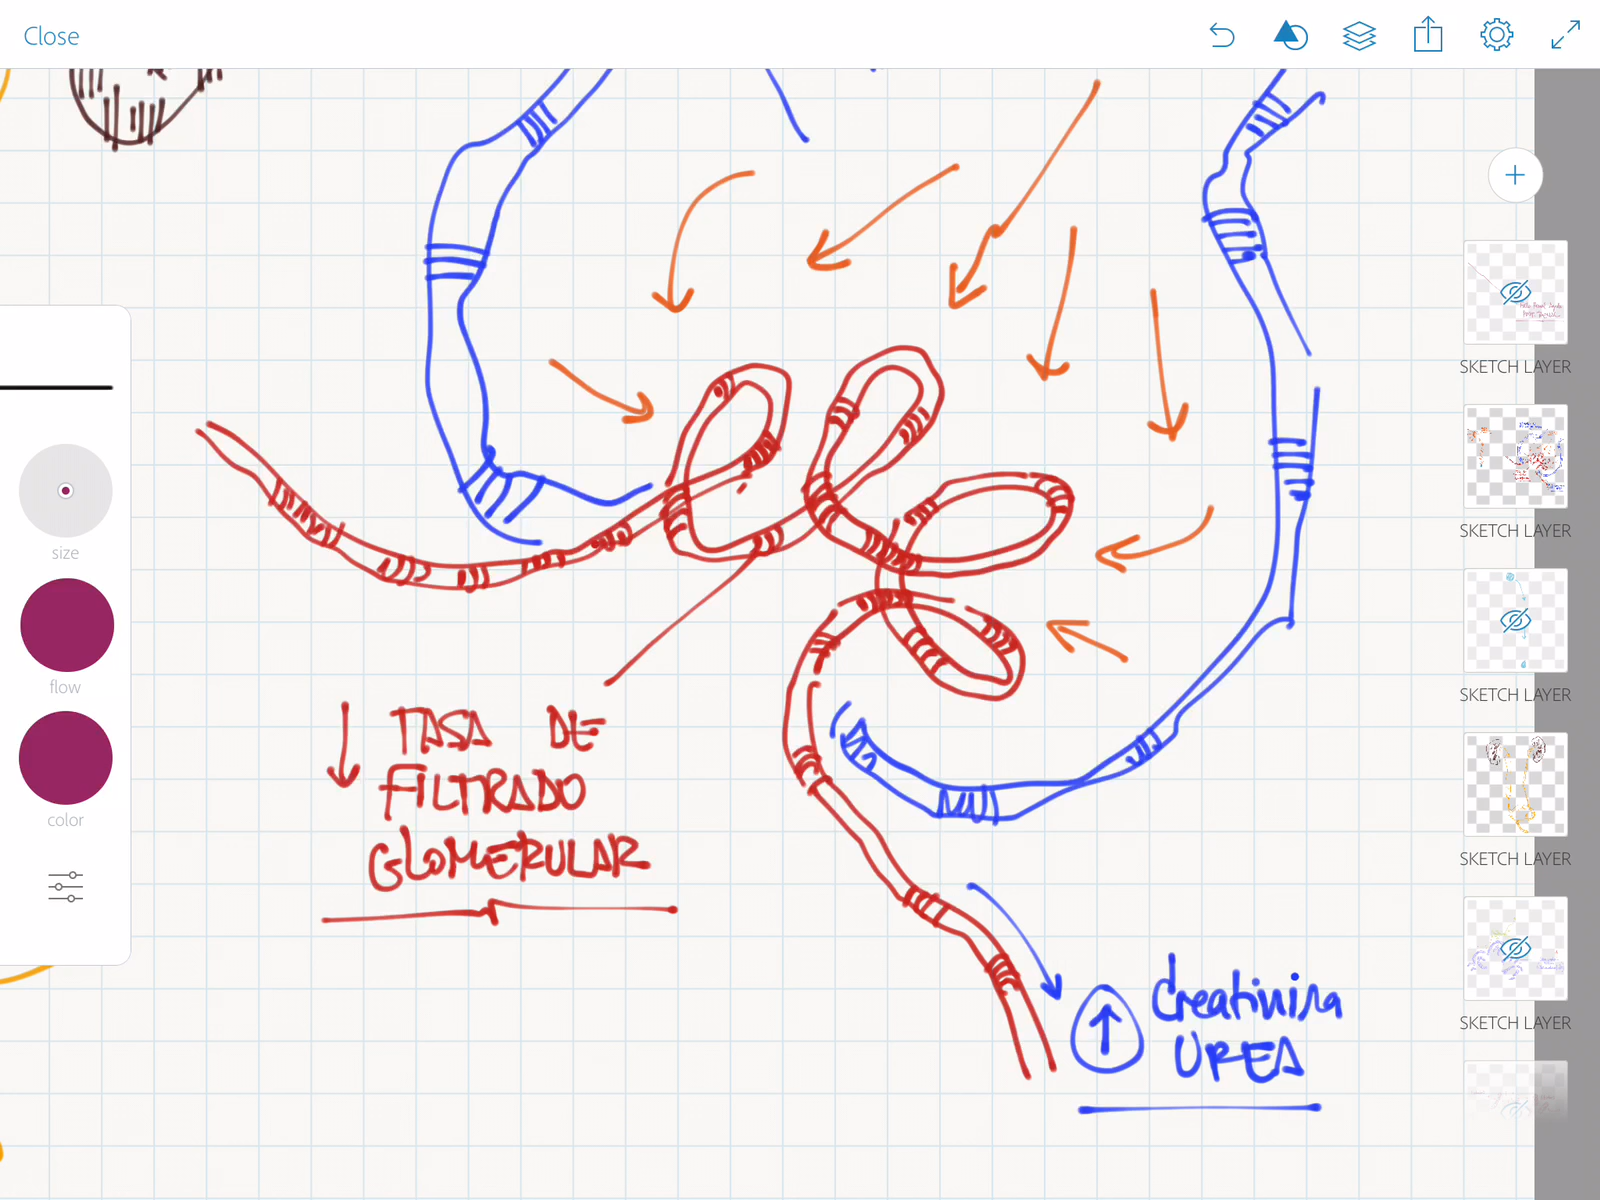 Close
SKETCH LAYER
SKETCH LAYER
SKETCH LAYER
SKETCH LAYER
SKETCH LAYER
size
flow
color
↓ TASA DE
FILTRADO
GLOMERULAR
↑ Creatinina
UREA